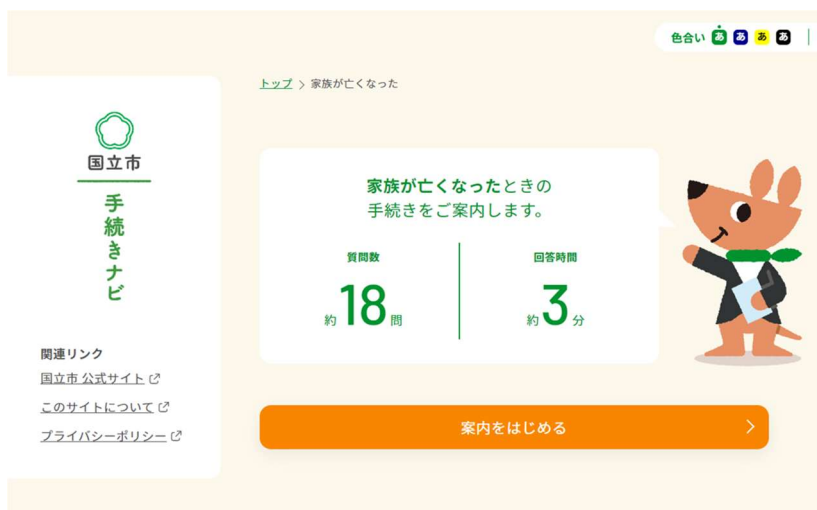 色合い あ あ あ あ
トップ > 家族が亡くなった
国立市
手続きナビ
家族が亡くなったときの
手続きをご案内します。
質問数
約18問
回答時間
約3分
関連リンク
国立市 公式サイト
このサイトについて
プライバシーポリシー
案内をはじめる